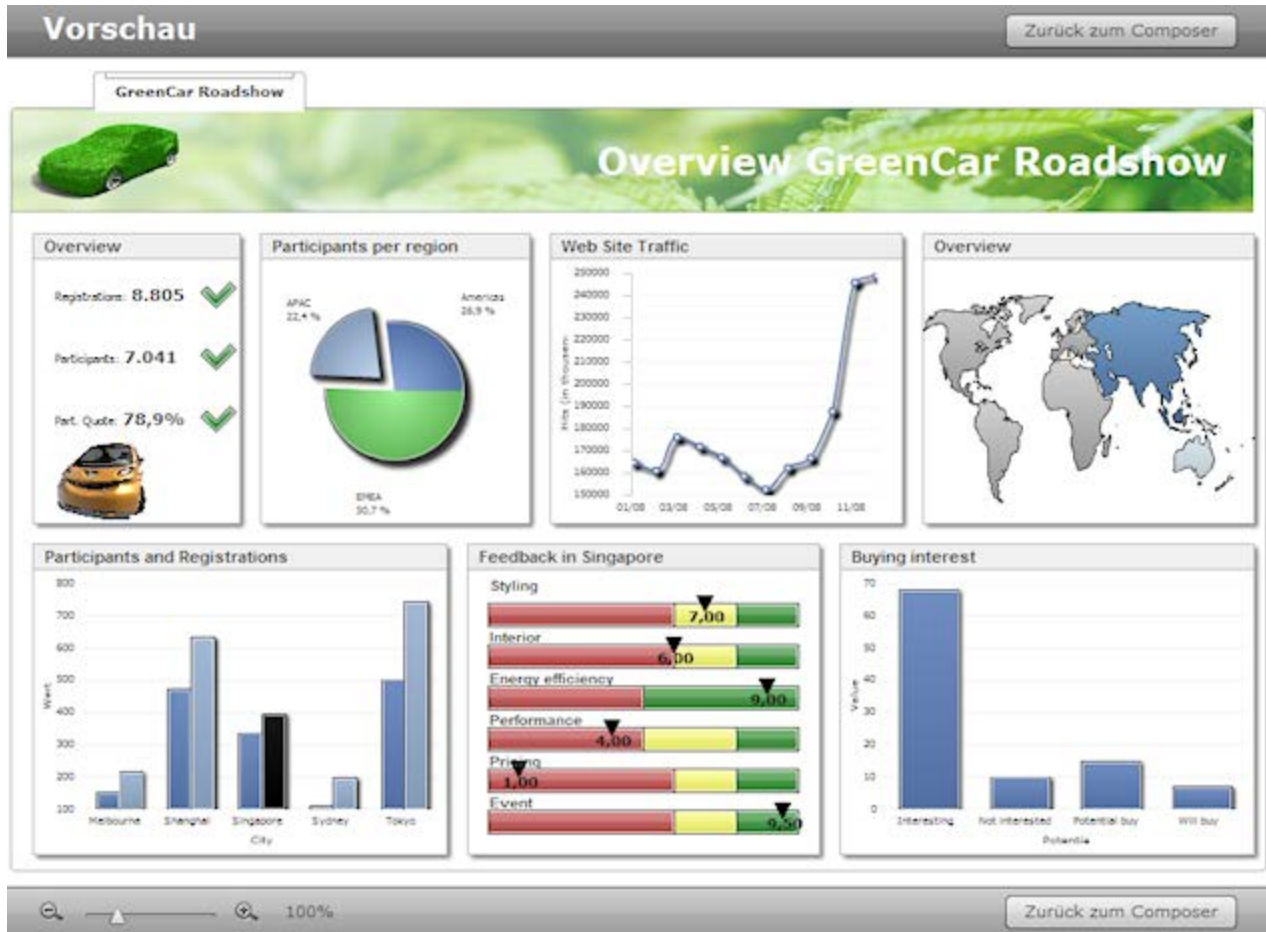 Vorschau
Zurück zum Composer
GreenCar Roadshow
Overview GreenCar Roadshow
Overview
Registrations: 8.805
Participants: 7.041
Part. Quote: 78,9%
Participants per region
APAC
22,4 %
Americas
26,9 %
EMEA
50,7 %
Web Site Traffic
Hits (in thousen
250000
240000
230000
220000
210000
200000
190000
180000
170000
160000
150000
01/08 03/08 05/08 07/08 09/08 11/08
Overview
Participants and Registrations
Wert
800
700
600
500
400
300
200
100
Melbourne Shanghai Singapore Sydney Tokyo
City
Feedback in Singapore
Styling
7,00
Interior
6,00
Energy efficiency
9,00
Performance
4,00
Pricing
1,00
Event
9,50
Buying interest
Value
70
60
50
40
30
20
10
0
Interesting Not interested Potential buy Will buy
Potentia
100%
Zurück zum Composer